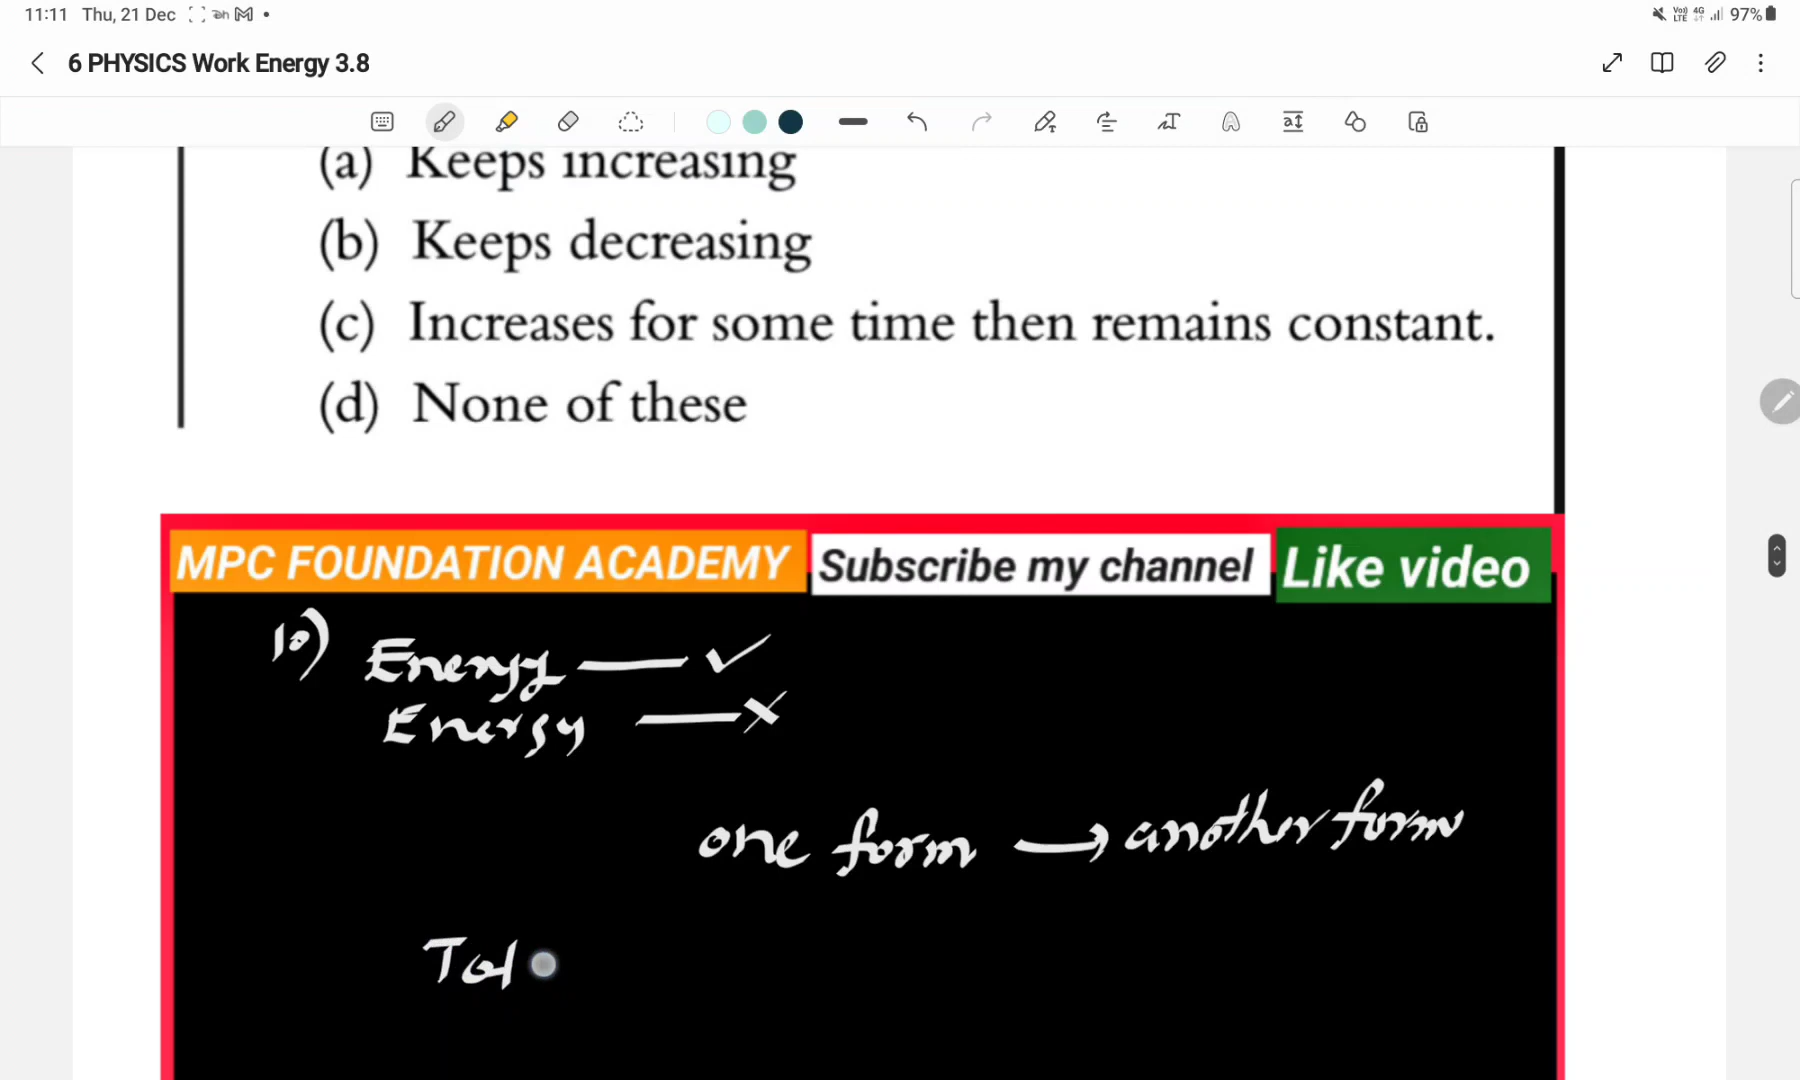 11:11 Thu, 21 Dec
97%
6 PHYSICS Work Energy 3.8
(a) Keeps increasing
(b) Keeps decreasing
(c) Increases for some time then remains constant.
(d) None of these
MPC FOUNDATION ACADEMY Subscribe my channel Like video
10) Energy — ✓
Energy — ×
one form → another form
Tot